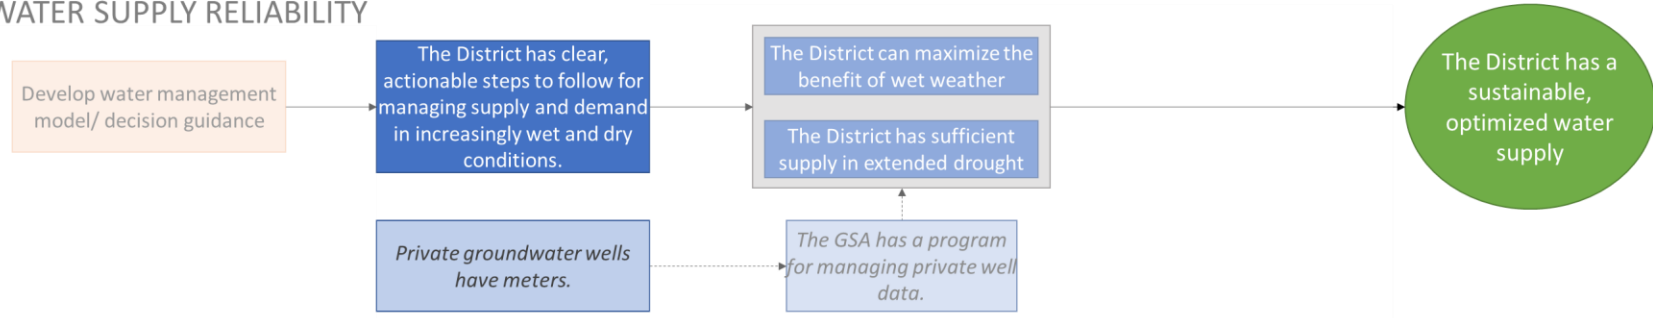 WATER SUPPLY RELIABILITY
Develop water management
model/ decision guidance
The District has clear,
actionable steps to follow for
managing supply and demand
in increasingly wet and dry
conditions.
The District can maximize the
benefit of wet weather
The District has sufficient
supply in extended drought
The District has a
sustainable,
optimized water
supply
Private groundwater wells
have meters.
The GSA has a program
for managing private well
data.